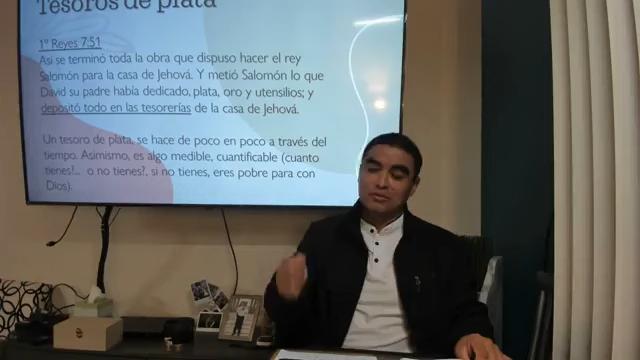 Tesoros de plata
1º Reyes 7:51
Así se terminó toda la obra que dispuso hacer el rey
Salomón para la casa de Jehová. Y metió Salomón lo que
David su padre había dedicado, plata, oro y utensilios; y
depositó todo en las tesorerías de la casa de Jehová.
Un tesoro de plata, se hace de poco en poco a través del
tiempo. Asimismo, es algo medible, cuantificable (cuanto
tienes!... o no tienes?, si no tienes, eres pobre para con
Dios).